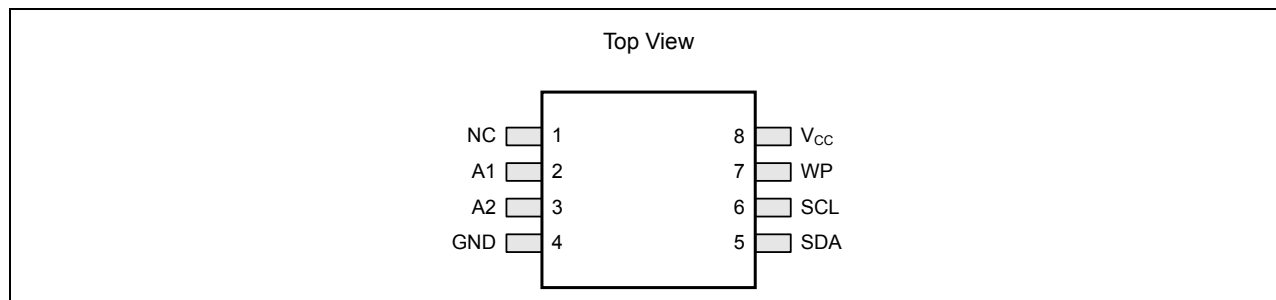 Top View
NC 1 8 VCC
A1 2 7 WP
A2 3 6 SCL
GND 4 5 SDA